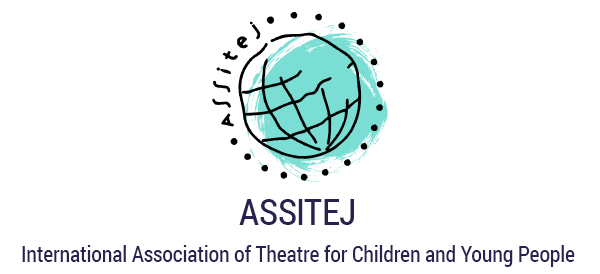 Assitej
ASSITEJ
International Association of Theatre for Children and Young People